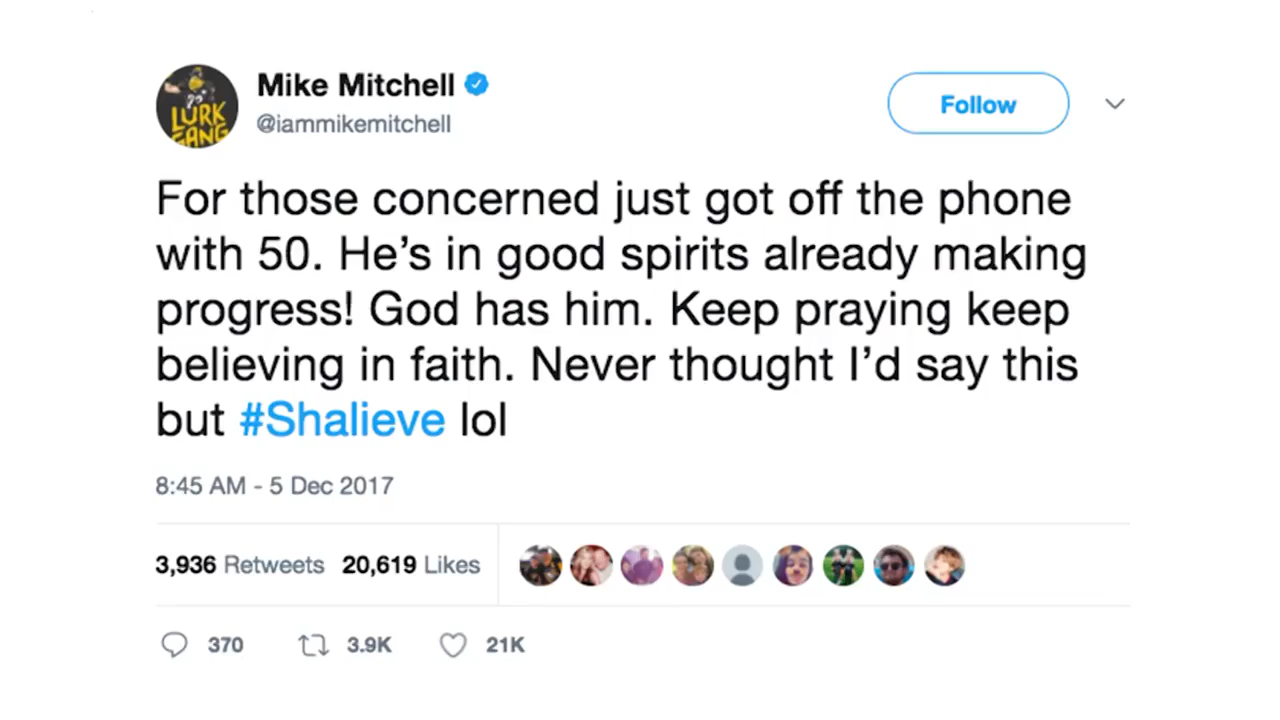 Mike Mitchell
@iammikemitchell
Follow
LURK
GANG
For those concerned just got off the phone
with 50. He’s in good spirits already making
progress! God has him. Keep praying keep
believing in faith. Never thought I’d say this
but #Shalieve lol
8:45 AM - 5 Dec 2017
3,936 Retweets 20,619 Likes
370 3.9K 21K